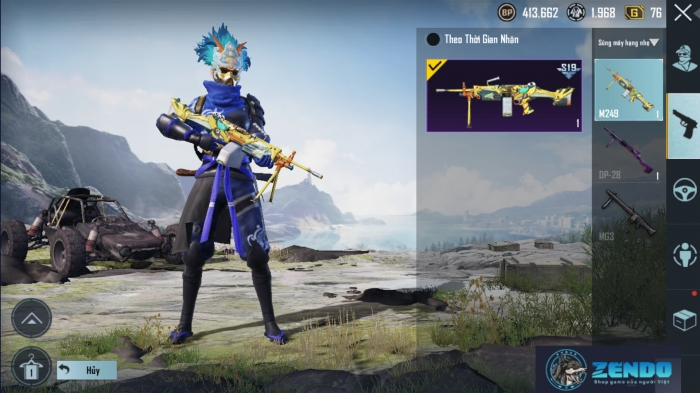 BP 413.662 1.968 G 76
Theo Thời Gian Nhận
Súng máy hạng nhẹ
S19
1
M249
1
DP-28
1
MG3
1
Hủy
ZENDO
Shop game của người Việt